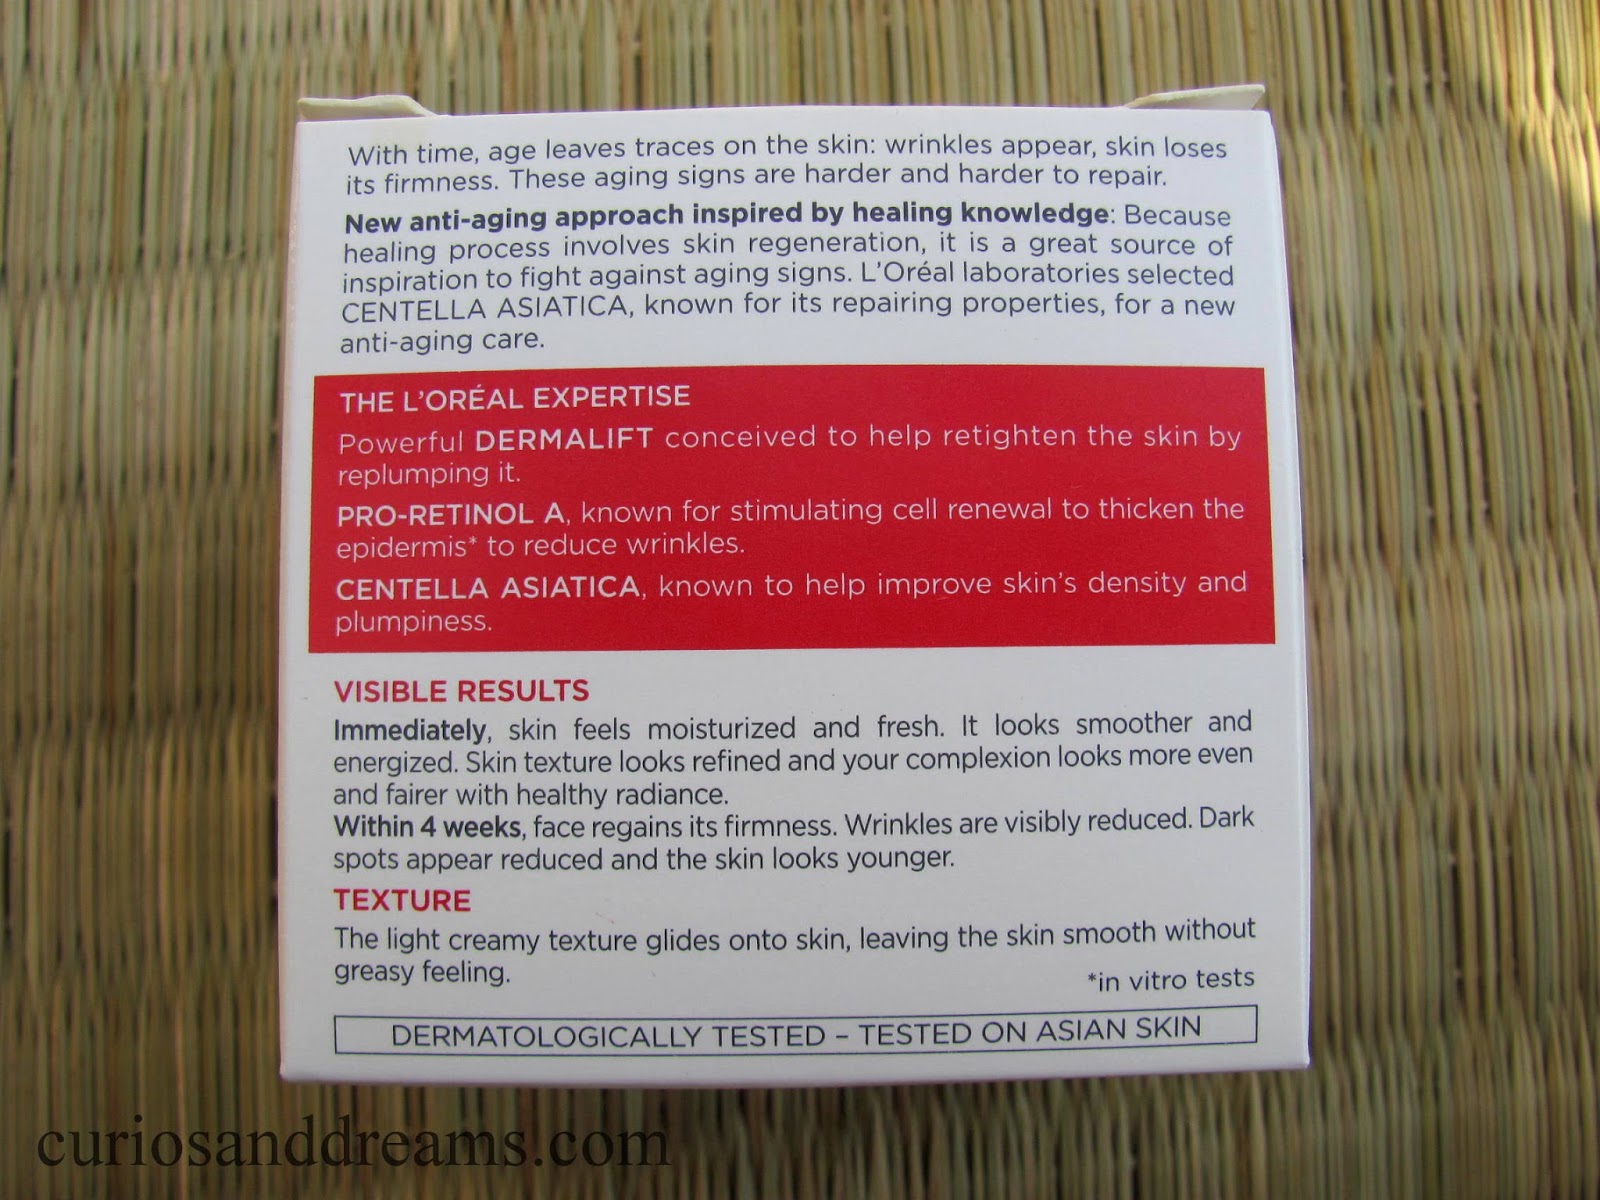 With time, age leaves traces on the skin: wrinkles appear, skin loses
its firmness. These aging signs are harder and harder to repair.
New anti-aging approach inspired by healing knowledge: Because
healing process involves skin regeneration, it is a great source of
inspiration to fight against aging signs. L'Oréal laboratories selected
CENTELLA ASIATICA, known for its repairing properties, for a new
anti-aging care.
THE L'ORÉAL EXPERTISE
Powerful DERMALIFT conceived to help retighten the skin by
replumping it.
PRO-RETINOL A, known for stimulating cell renewal to thicken the
epidermis* to reduce wrinkles.
CENTELLA ASIATICA, known to help improve skin's density and
plumpiness.
VISIBLE RESULTS
Immediately, skin feels moisturized and fresh. It looks smoother and
energized. Skin texture looks refined and your complexion looks more even
and fairer with healthy radiance.
Within 4 weeks, face regains its firmness. Wrinkles are visibly reduced. Dark
spots appear reduced and the skin looks younger.
TEXTURE
The light creamy texture glides onto skin, leaving the skin smooth without
greasy feeling.
*in vitro tests
DERMATOLOGICALLY TESTED – TESTED ON ASIAN SKIN
curiosanddreams.com